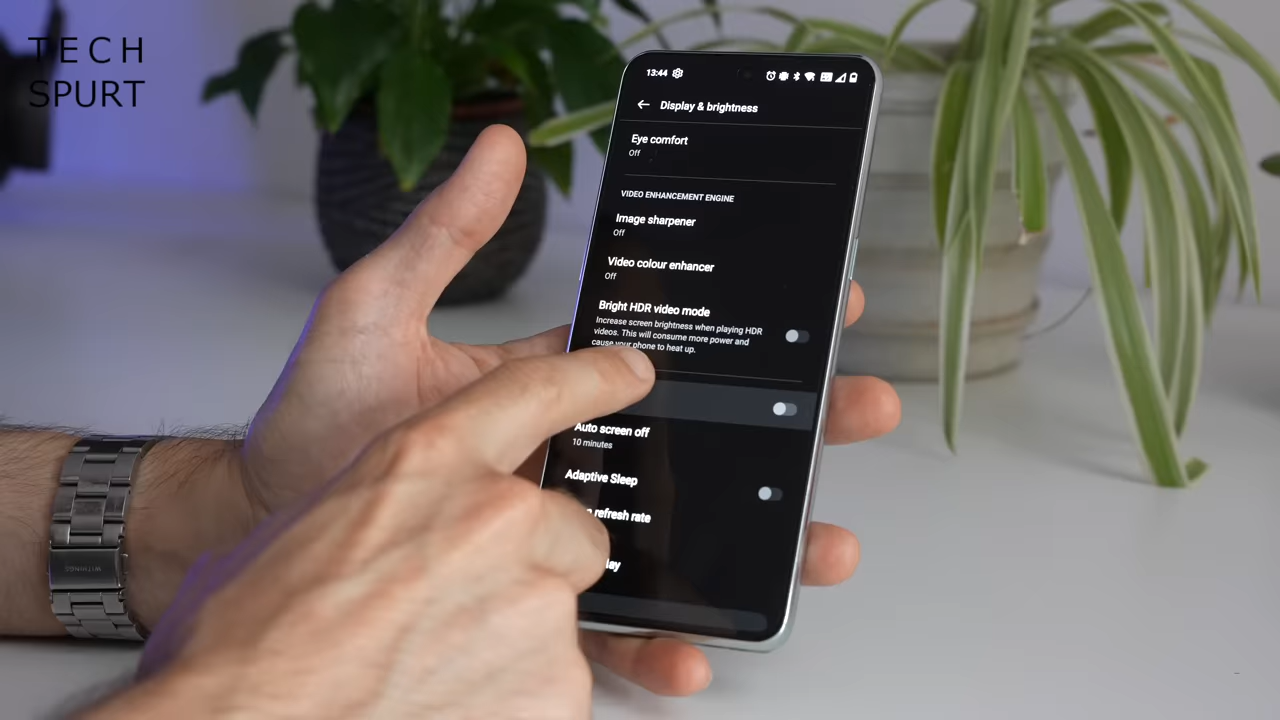 TECH
SPURT
13:44
Display & brightness
Eye comfort
Off
VIDEO ENHANCEMENT ENGINE
Image sharpener
Off
Video colour enhancer
Off
Bright HDR video mode
Increase screen brightness when playing HDR
videos. This will consume more power and
cause your phone to heat up.
Auto screen off
10 minutes
Adaptive Sleep
refresh rate